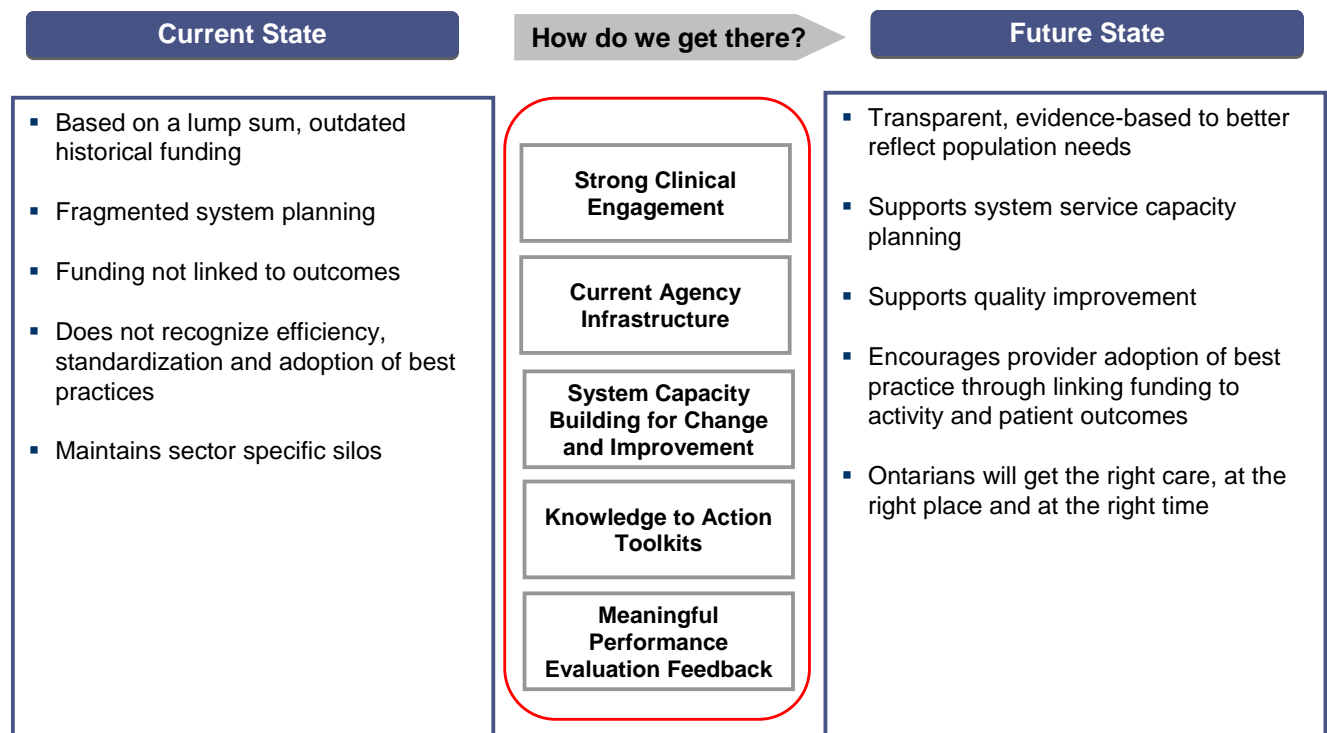 Current State
How do we get there?
Future State
▪ Based on a lump sum, outdated
historical funding
▪ Fragmented system planning
▪ Funding not linked to outcomes
▪ Does not recognize efficiency,
standardization and adoption of best
practices
▪ Maintains sector specific silos
Strong Clinical
Engagement
Current Agency
Infrastructure
System Capacity
Building for Change
and Improvement
Knowledge to Action
Toolkits
Meaningful
Performance
Evaluation Feedback
▪ Transparent, evidence-based to better
reflect population needs
▪ Supports system service capacity
planning
▪ Supports quality improvement
▪ Encourages provider adoption of best
practice through linking funding to
activity and patient outcomes
▪ Ontarians will get the right care, at the
right place and at the right time